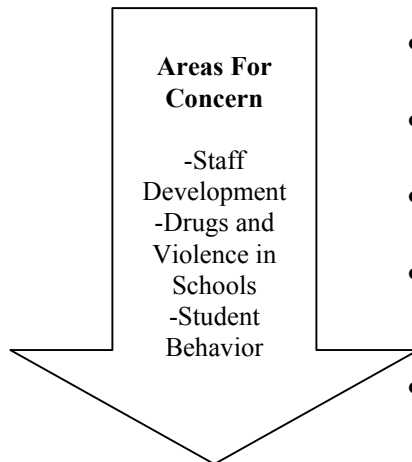 Areas For
Concern
-Staff
Development
-Drugs and
Violence in
Schools
-Student
Behavior